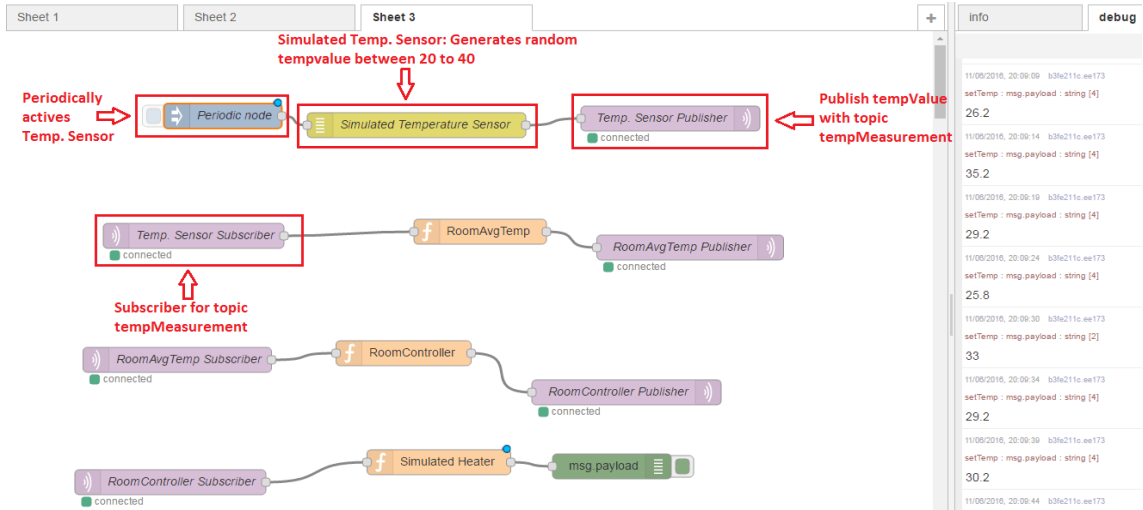 Sheet 1
Sheet 2
Sheet 3
+
info
debug
Simulated Temp. Sensor: Generates random
tempvalue between 20 to 40
Periodically
actives
Temp. Sensor
Periodic node
Simulated Temperature Sensor
Temp. Sensor Publisher
connected
Publish tempValue
with topic
tempMeasurement
Temp. Sensor Subscriber
connected
f
RoomAvgTemp
RoomAvgTemp Publisher
connected
Subscriber for topic
tempMeasurement
RoomAvgTemp Subscriber
connected
f
RoomController
RoomController Publisher
connected
RoomController Subscriber
connected
f
Simulated Heater
msg.payload
11/06/2016, 20:09:09 b3fe211c.ee173
setTemp : msg.payload : string [4]
26.2
11/06/2016, 20:09:14 b3fe211c.ee173
setTemp : msg.payload : string [4]
35.2
11/06/2016, 20:09:19 b3fe211c.ee173
setTemp : msg.payload : string [4]
29.2
11/06/2016, 20:09:24 b3fe211c.ee173
setTemp : msg.payload : string [4]
25.8
11/06/2016, 20:09:30 b3fe211c.ee173
setTemp : msg.payload : string [2]
33
11/06/2016, 20:09:34 b3fe211c.ee173
setTemp : msg.payload : string [4]
29.2
11/06/2016, 20:09:39 b3fe211c.ee173
setTemp : msg.payload : string [4]
30.2
11/06/2016, 20:09:44 b3fe211c.ee173